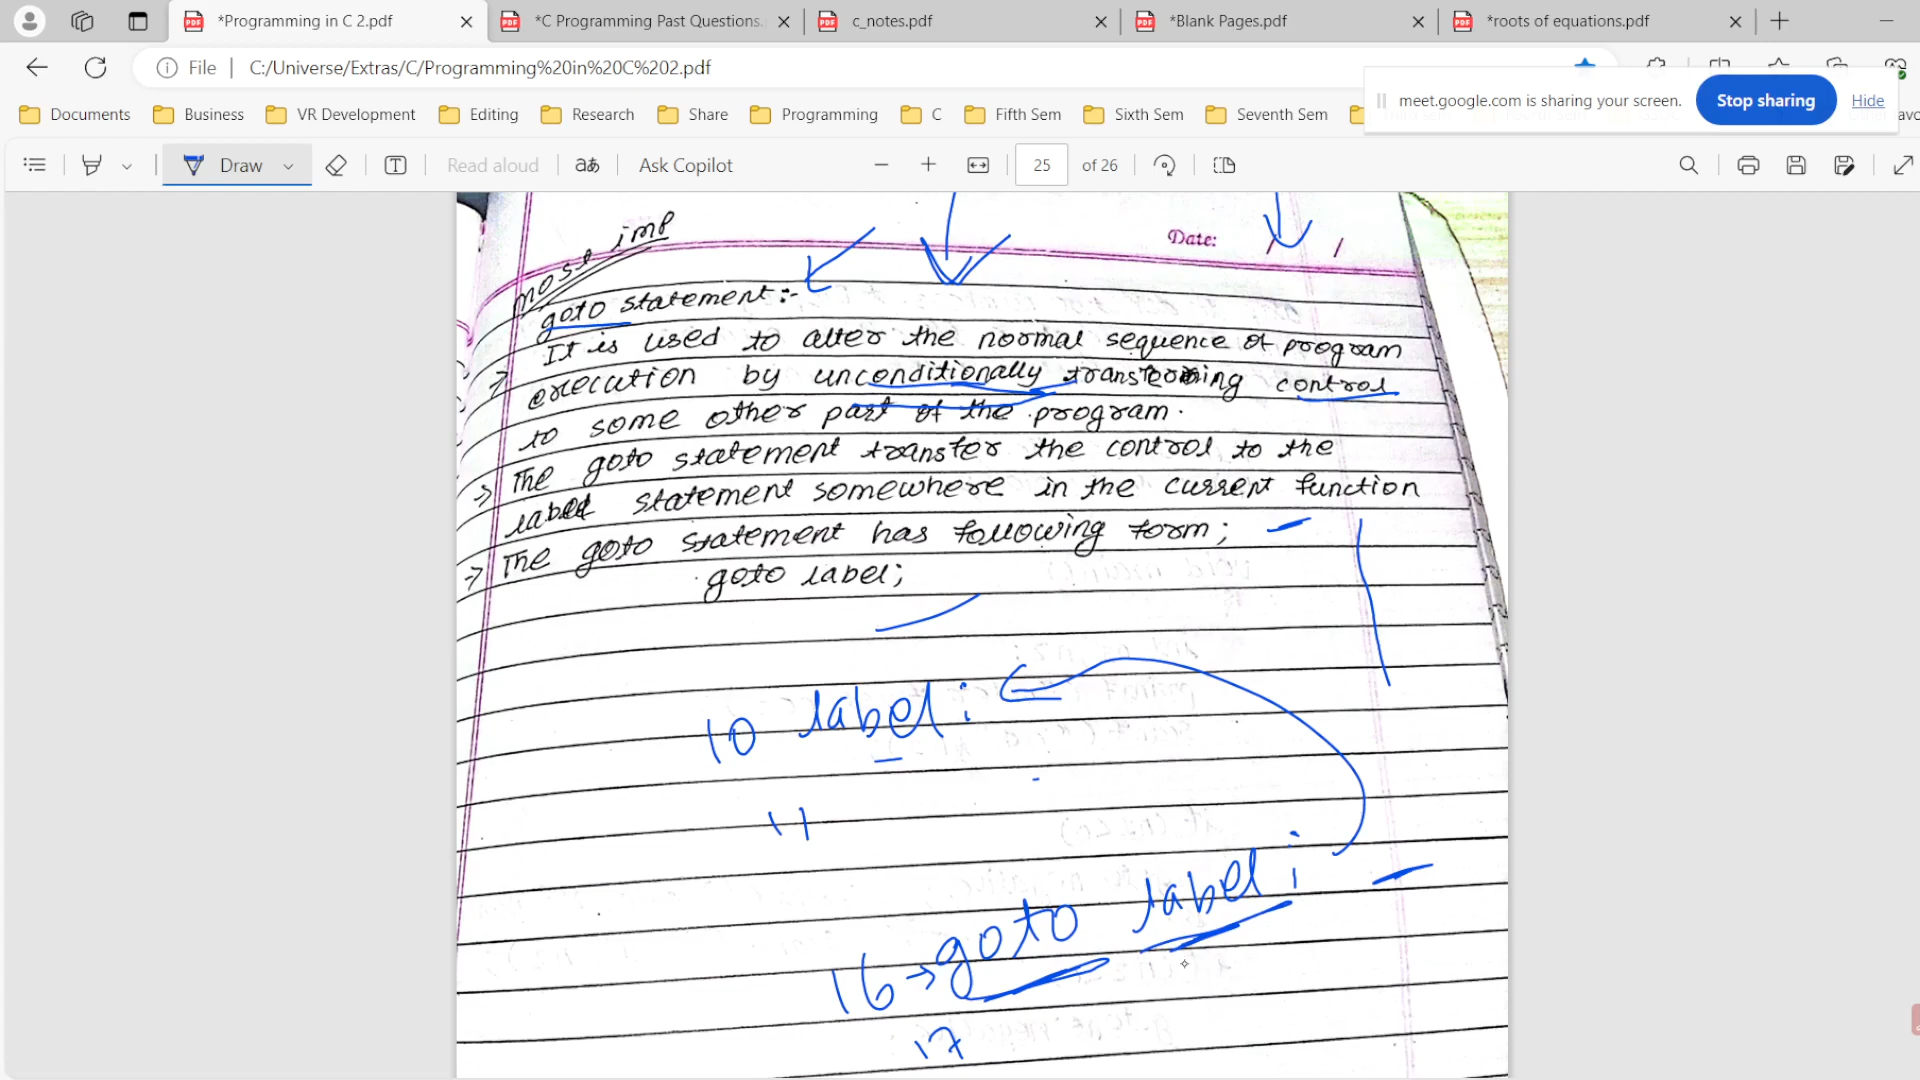 *Programming in C 2.pdf
*C Programming Past Questions.
c_notes.pdf
*Blank Pages.pdf
*roots of equations.pdf
File
C:/Universe/Extras/C/Programming%20in%20C%202.pdf
meet.google.com is sharing your screen.
Stop sharing
Hide
Documents
Business
VR Development
Editing
Research
Share
Programming
C
Fifth Sem
Sixth Sem
Seventh Sem
Draw
Read aloud
aあ
Ask Copilot
25
of 26
most imp
Date: / /
goto statement :-
→ It is used to alter the normal sequence of program
execution by unconditionally transferring control
to some other part of the program.
→ The goto statement transfer the control to the
label statement somewhere in the current function
→ The goto statement has following form;
goto label;
10 label:
11
16 → goto label;
17